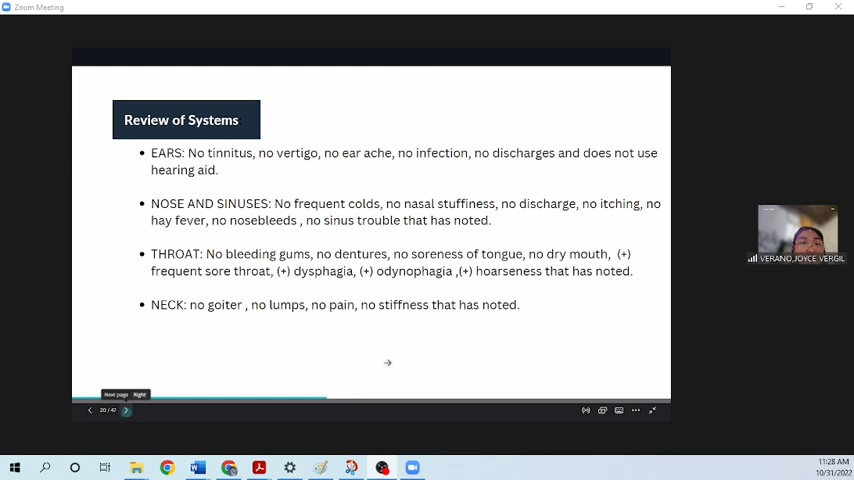 Zoom Meeting
Review of Systems
• EARS: No tinnitus, no vertigo, no ear ache, no infection, no discharges and does not use
hearing aid.
• NOSE AND SINUSES: No frequent colds, no nasal stuffiness, no discharge, no itching, no
hay fever, no nosebleeds , no sinus trouble that has noted.
• THROAT: No bleeding gums, no dentures, no soreness of tongue, no dry mouth, (+)
frequent sore throat, (+) dysphagia, (+) odynophagia ,(+) hoarseness that has noted.
• NECK: no goiter , no lumps, no pain, no stiffness that has noted.
VERANO,JOYCE VERGIL
Next page Right
20 / 47
11:28 AM
10/31/2022